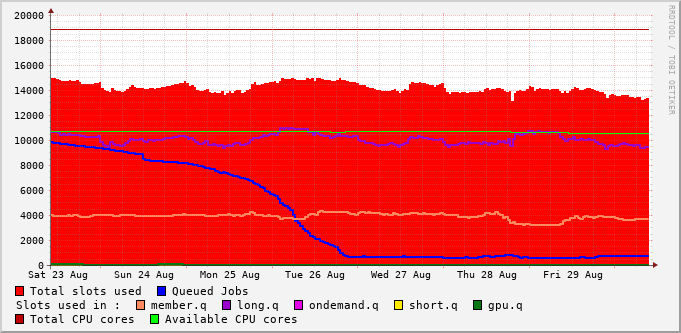 20000
18000
16000
14000
12000
10000
8000
6000
4000
2000
0
Sat 23 Aug Sun 24 Aug Mon 25 Aug Tue 26 Aug Wed 27 Aug Thu 28 Aug Fri 29 Aug
Total slots used Queued Jobs
Slots used in : member.q long.q ondemand.q short.q gpu.q
Total CPU cores Available CPU cores
RRDTOOL / TOBI OETIKER